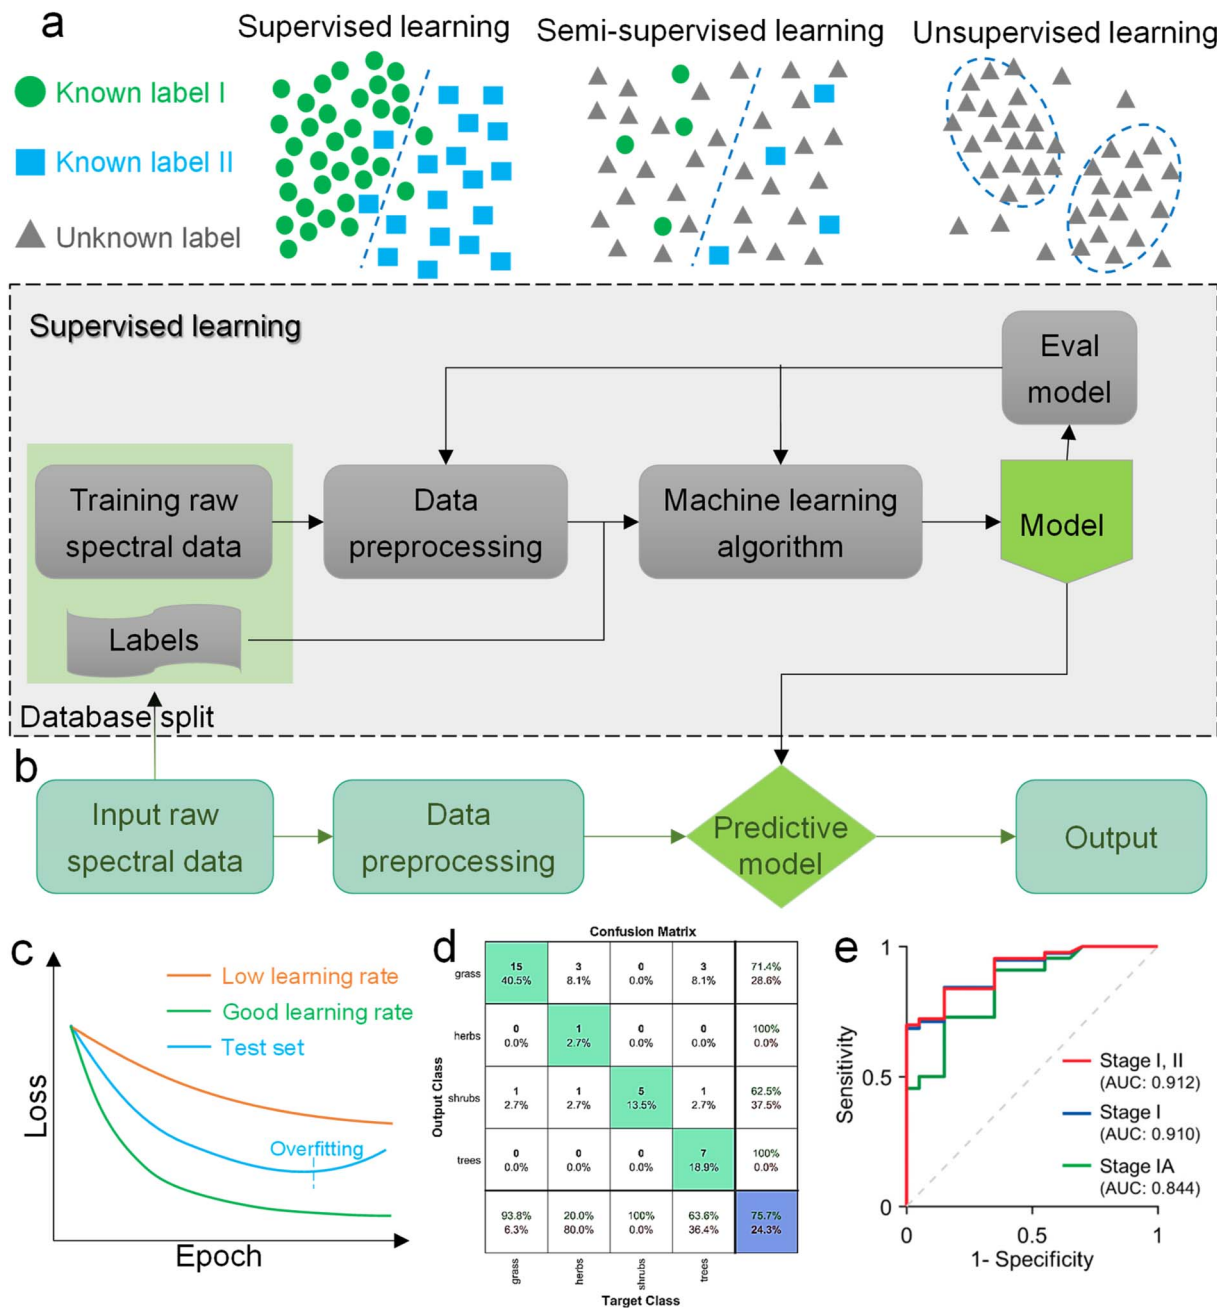 a
Supervised learning
Semi-supervised learning
Unsupervised learning
Known label I
Known label II
Unknown label
Supervised learning
Eval
model
Training raw
spectral data
Data
preprocessing
Machine learning
algorithm
Model
Labels
Database split
b
Input raw
spectral data
Data
preprocessing
Predictive
model
Output
c
Low learning rate
Good learning rate
Test set
Overfitting
Loss
Epoch
d
Confusion Matrix
grass 15 3 0 3 71.4%
40.5% 8.1% 0.0% 8.1% 28.6%
herbs 0 1 0 0 100%
0.0% 2.7% 0.0% 0.0% 0.0%
shrubs 1 1 5 1 62.5%
2.7% 2.7% 13.5% 2.7% 37.5%
trees 0 0 0 7 100%
0.0% 0.0% 0.0% 18.9% 0.0%
93.8% 20.0% 100% 63.6% 75.7%
6.3% 80.0% 0.0% 36.4% 24.3%
grass herbs shrubs trees
Output Class
Target Class
e
1
0.5
0
Sensitivity
Stage I, II
(AUC: 0.912)
Stage I
(AUC: 0.910)
Stage IA
(AUC: 0.844)
0 0.5 1
1- Specificity